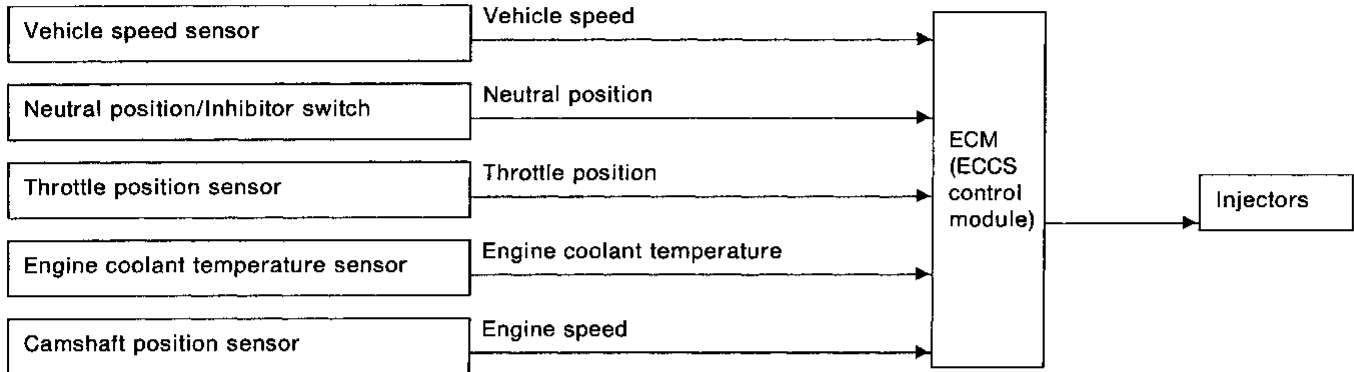 Vehicle speed sensor
Vehicle speed
Neutral position/Inhibitor switch
Neutral position
Throttle position sensor
Throttle position
Engine coolant temperature sensor
Engine coolant temperature
Camshaft position sensor
Engine speed
ECM
(ECCS
control
module)
Injectors